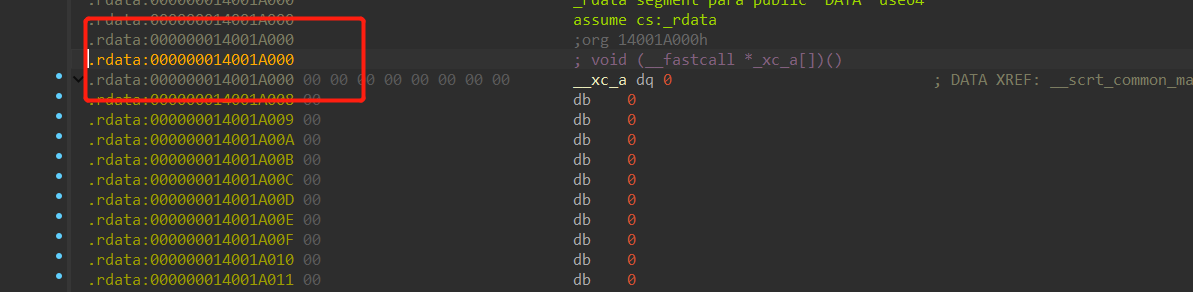 .rdata:000000014001A000 _rdata segment para public 'DATA' use64
.rdata:000000014001A000 assume cs:_rdata
.rdata:000000014001A000 ;org 14001A000h
.rdata:000000014001A000 ; void (__fastcall *_xc_a[])()
.rdata:000000014001A000 00 00 00 00 00 00 00 00 __xc_a dq 0 ; DATA XREF: __scrt_common_ma
.rdata:000000014001A008 00 db 0
.rdata:000000014001A009 00 db 0
.rdata:000000014001A00A 00 db 0
.rdata:000000014001A00B 00 db 0
.rdata:000000014001A00C 00 db 0
.rdata:000000014001A00D 00 db 0
.rdata:000000014001A00E 00 db 0
.rdata:000000014001A00F 00 db 0
.rdata:000000014001A010 00 db 0
.rdata:000000014001A011 00 db 0